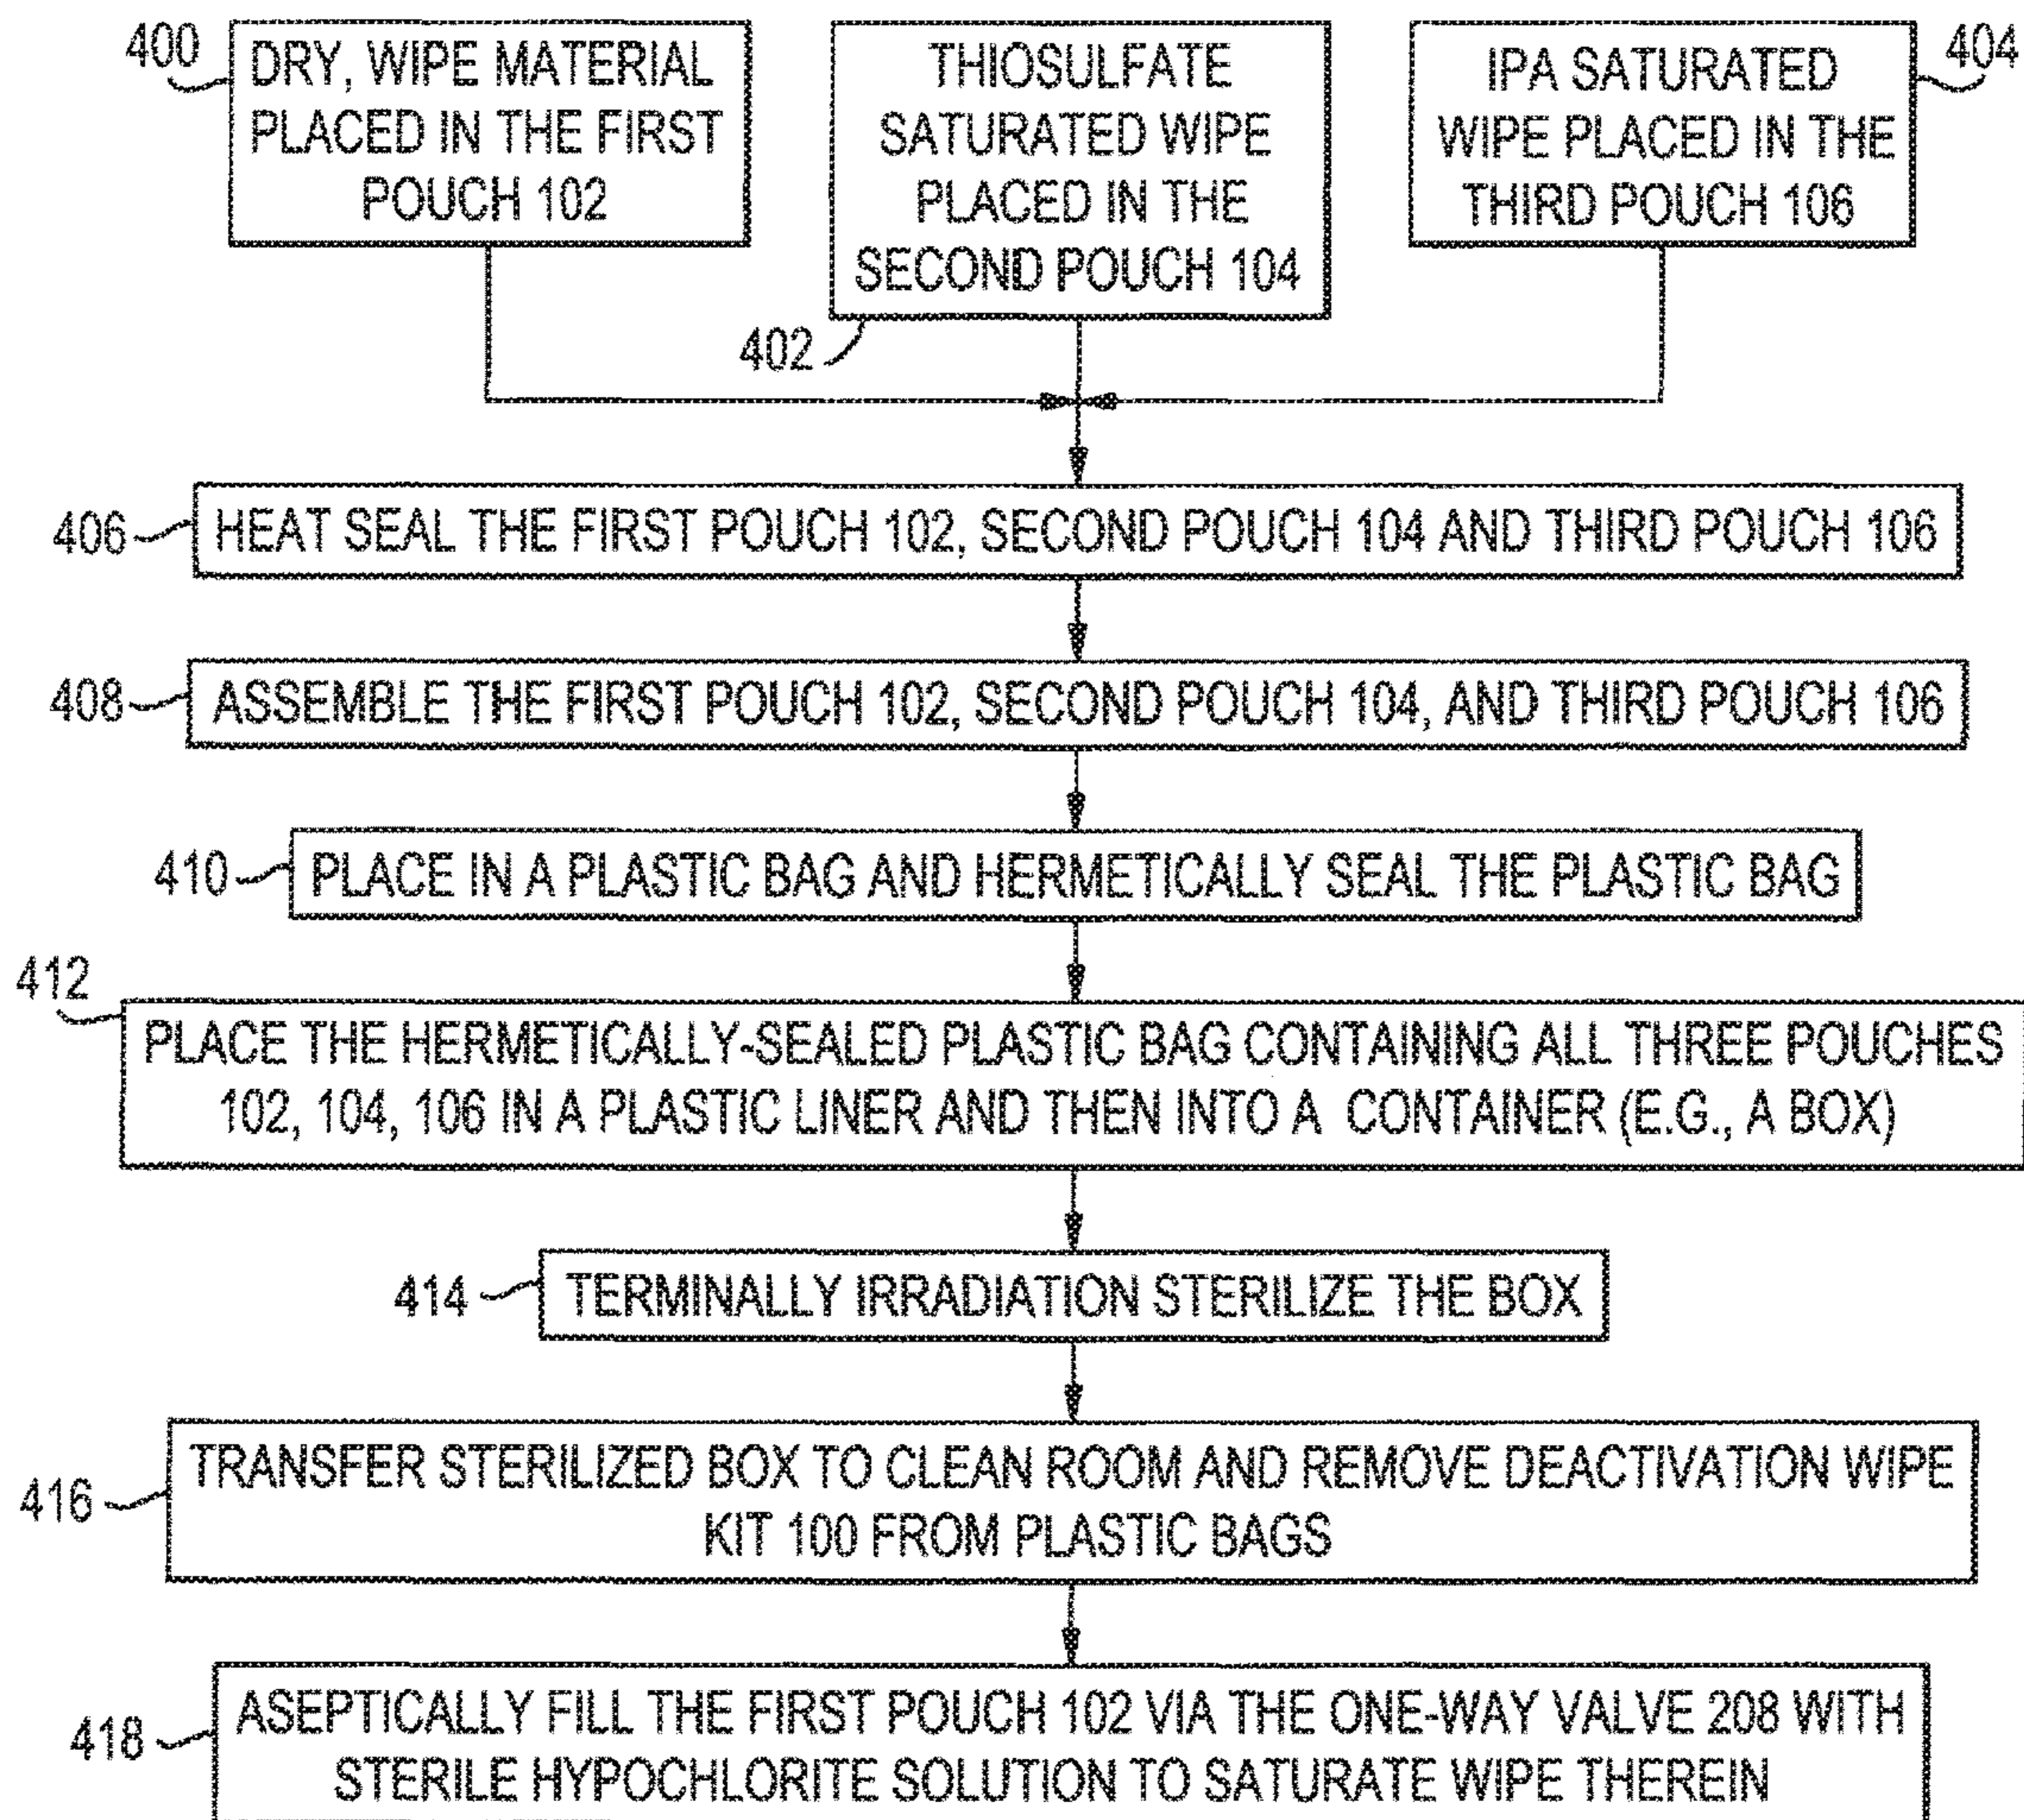 400
DRY, WIPE MATERIAL
PLACED IN THE FIRST
POUCH 102
THIOSULFATE
SATURATED WIPE
PLACED IN THE
SECOND POUCH 104
402
IPA SATURATED
WIPE PLACED IN THE
THIRD POUCH 106
404
406
HEAT SEAL THE FIRST POUCH 102, SECOND POUCH 104 AND THIRD POUCH 106
408
ASSEMBLE THE FIRST POUCH 102, SECOND POUCH 104, AND THIRD POUCH 106
410
PLACE IN A PLASTIC BAG AND HERMETICALLY SEAL THE PLASTIC BAG
412
PLACE THE HERMETICALLY-SEALED PLASTIC BAG CONTAINING ALL THREE POUCHES
102, 104, 106 IN A PLASTIC LINER AND THEN INTO A CONTAINER (E.G., A BOX)
414
TERMINALLY IRRADIATION STERILIZE THE BOX
416
TRANSFER STERILIZED BOX TO CLEAN ROOM AND REMOVE DEACTIVATION WIPE
KIT 100 FROM PLASTIC BAGS
418
ASEPTICALLY FILL THE FIRST POUCH 102 VIA THE ONE-WAY VALVE 208 WITH
STERILE HYPOCHLORITE SOLUTION TO SATURATE WIPE THEREIN